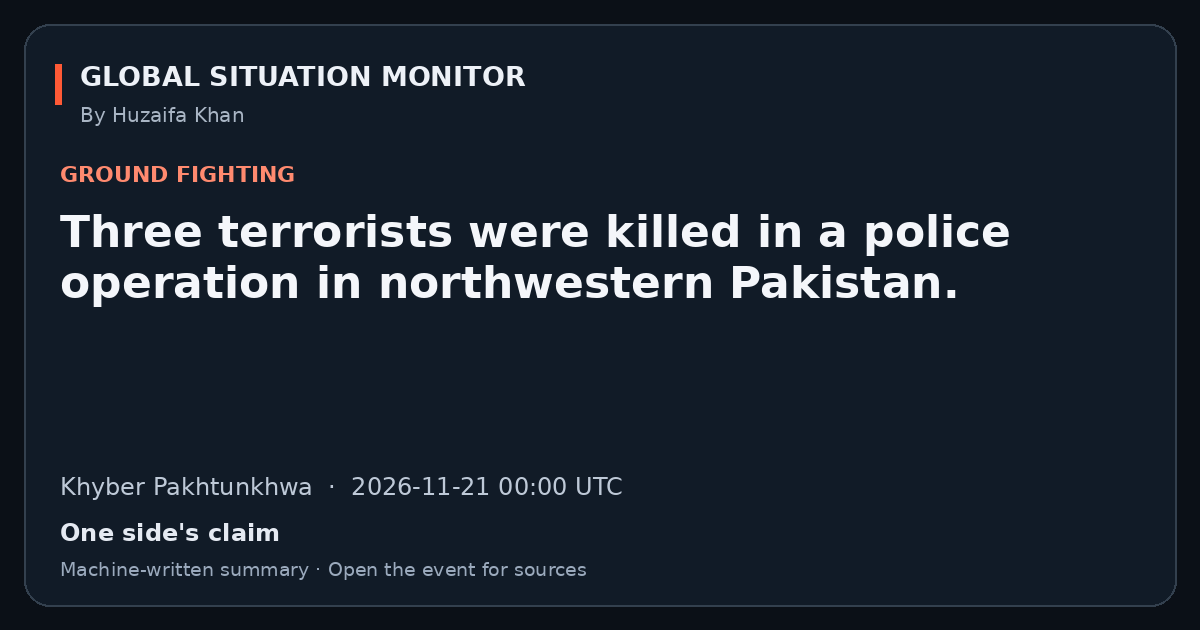 GLOBAL SITUATION MONITOR
By Huzaifa Khan
GROUND FIGHTING
Three terrorists were killed in a police
operation in northwestern Pakistan.
Khyber Pakhtunkhwa · 2026-11-21 00:00 UTC
One side's claim
Machine-written summary · Open the event for sources